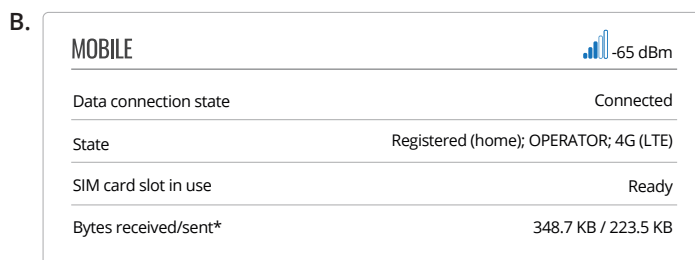 B.
MOBILE -65 dBm
Data connection state Connected
State Registered (home); OPERATOR; 4G (LTE)
SIM card slot in use Ready
Bytes received/sent* 348.7 KB / 223.5 KB